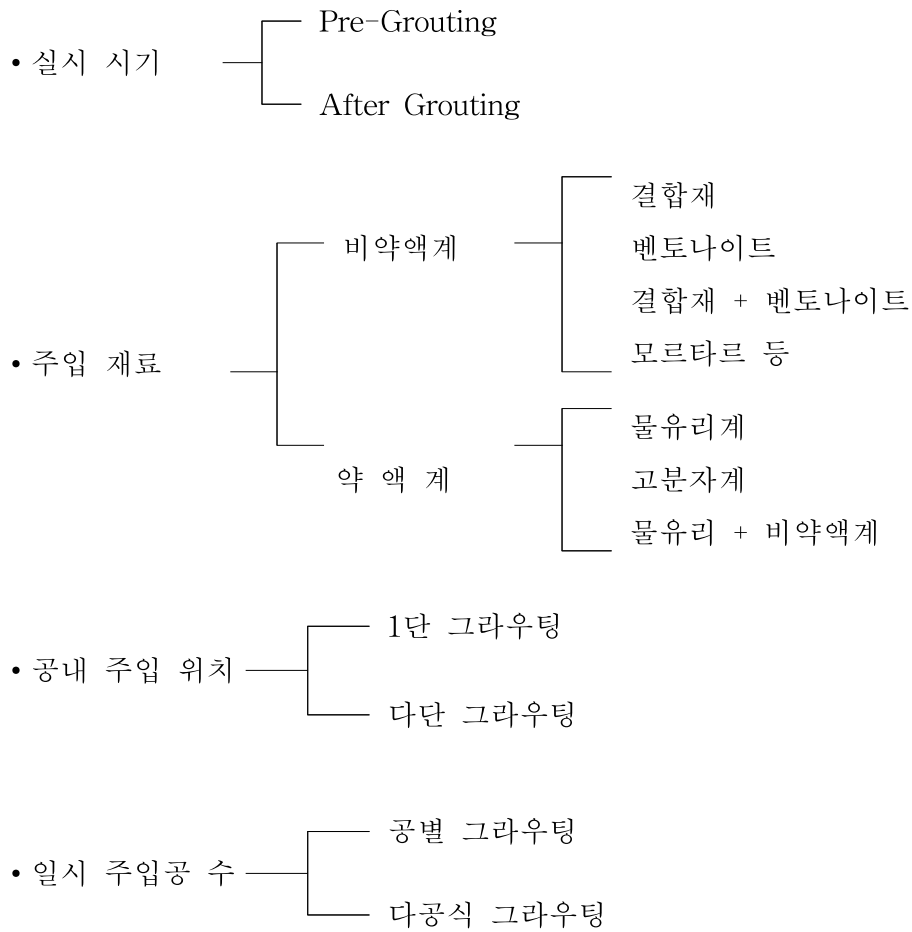 Pre-Grouting
• 실시 시기
After Grouting
결합재
비약액계
벤토나이트
결합재 + 벤토나이트
• 주입 재료
모르타르 등
물유리계
약 액 계
고분자계
물유리 + 비약액계
1단 그라우팅
• 공내 주입 위치
다단 그라우팅
공별 그라우팅
• 일시 주입공 수
다공식 그라우팅